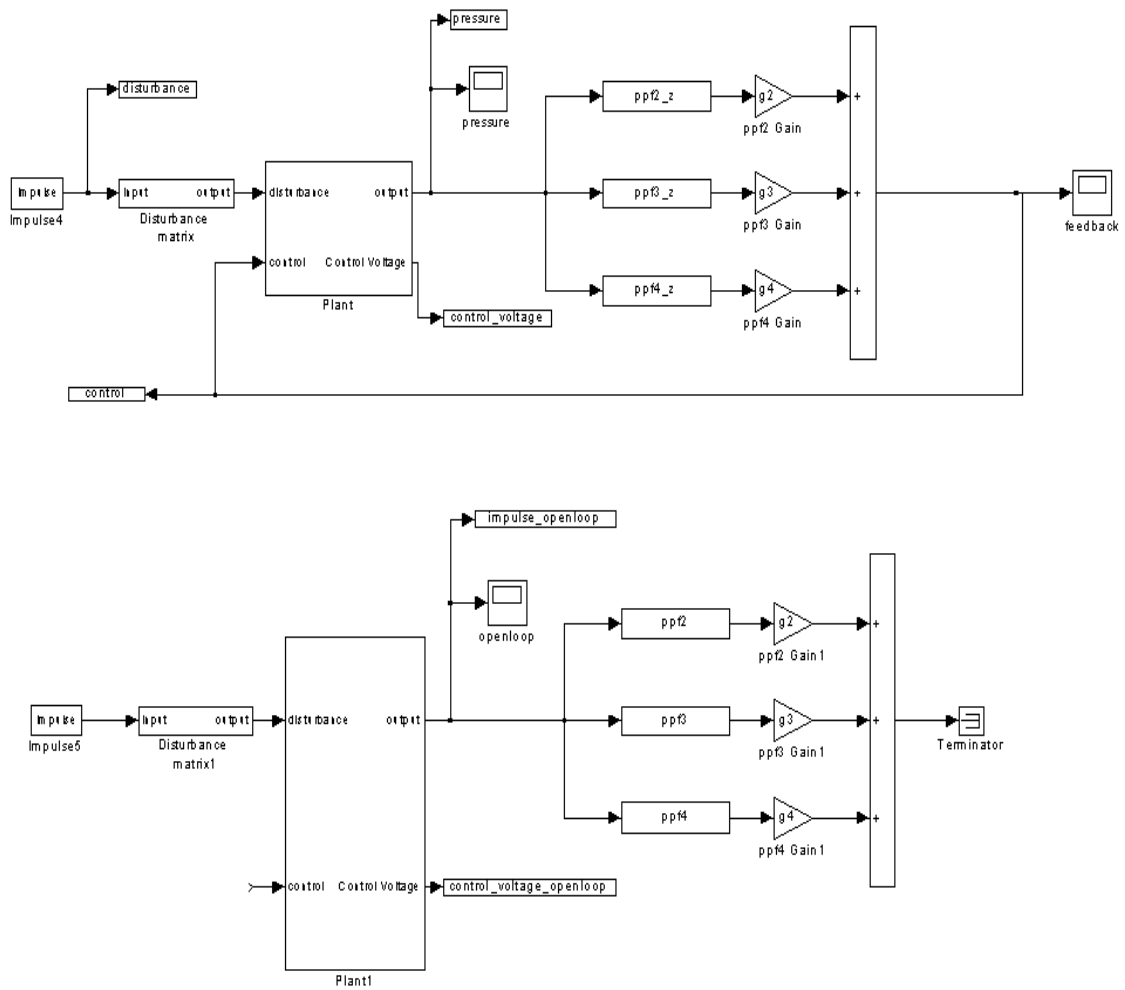 pressure
disturbance
pressure
ppf2_z
g2
+
ppf2 Gain
Impulse
Impulse4
Input output
Disturbance
matrix
disturbance output
control Control Voltage
Plant
ppf3_z
g3
+
ppf3 Gain
feedback
ppf4_z
g4
+
ppf4 Gain
control_voltage
control
impulse_openloop
openloop
ppf2
g2
+
ppf2 Gain1
Impulse
Impulse5
Input output
Disturbance
matrix1
disturbance output
ppf3
g3
+
ppf3 Gain1
Terminator
ppf4
g4
+
ppf4 Gain1
control Control Voltage
control_voltage_openloop
Plant1